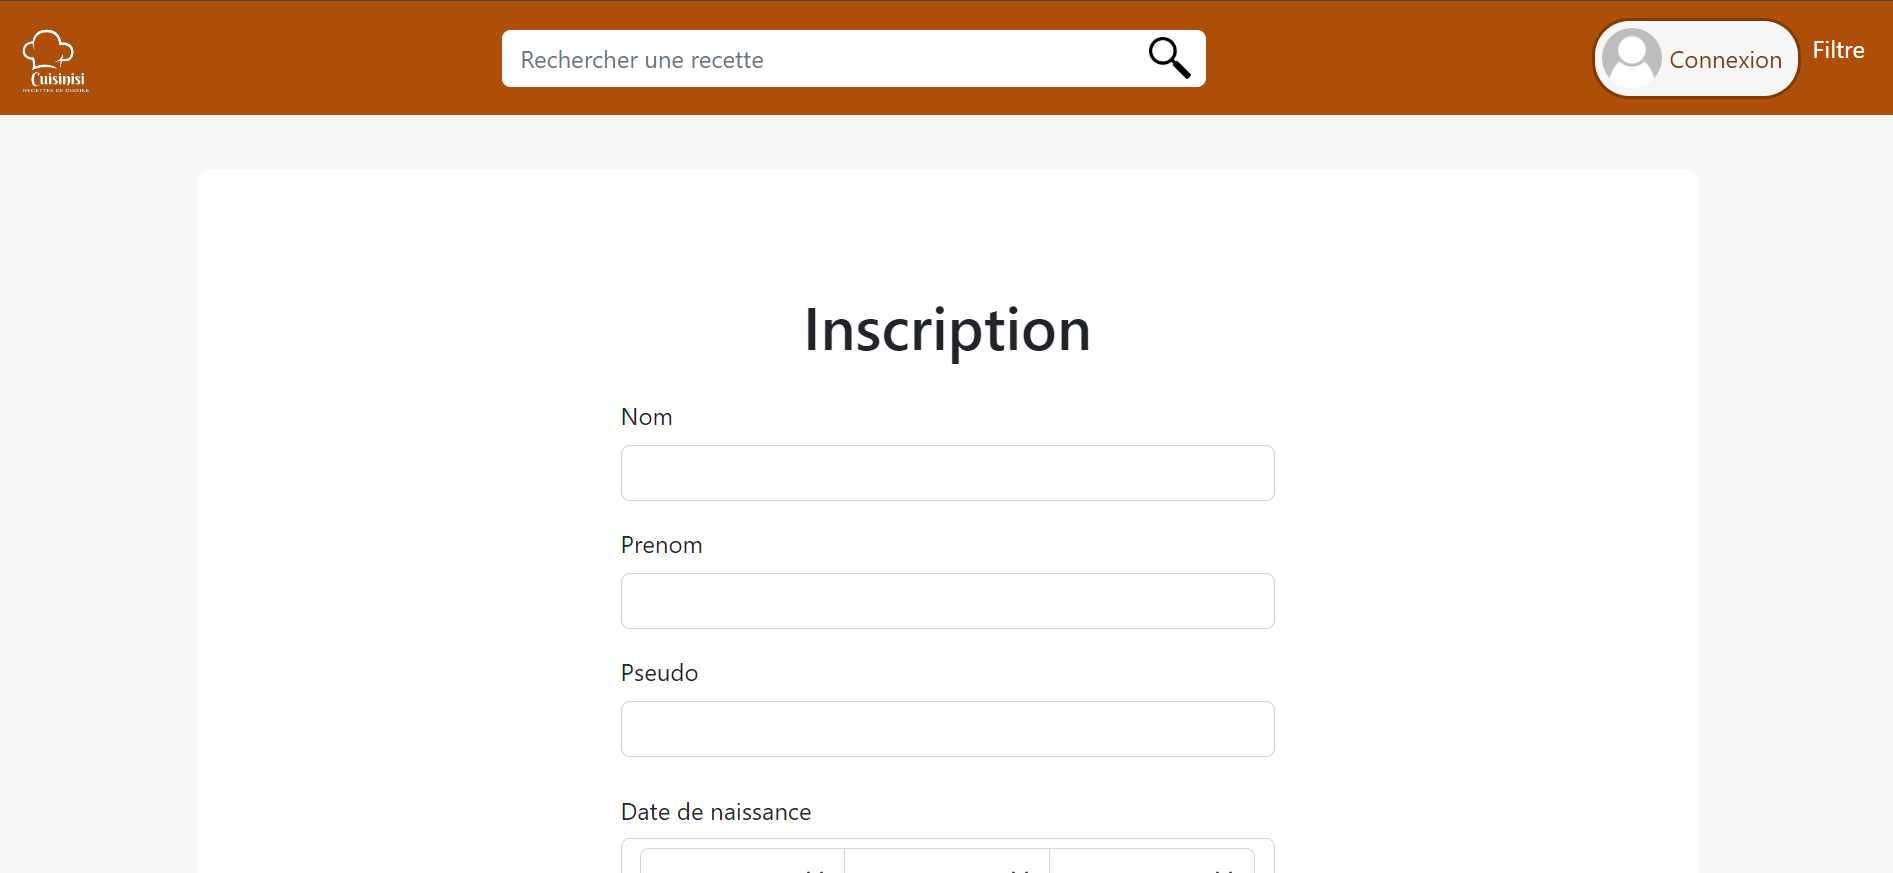 Cuisinisi
RECETTES DE CUISINE
Rechercher une recette
Connexion
Filtre
Inscription
Nom
Prenom
Pseudo
Date de naissance